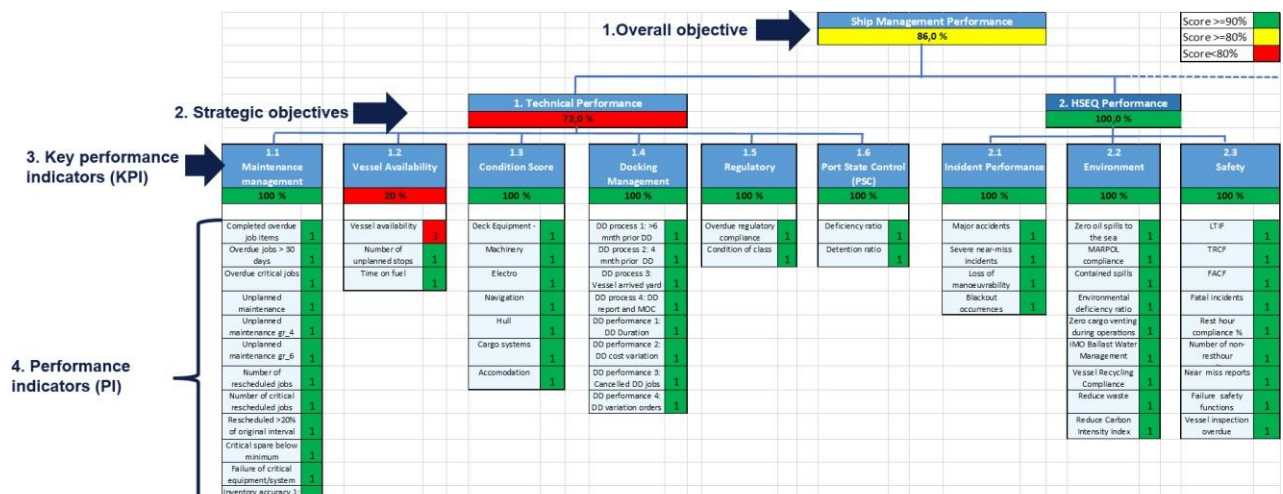 1.Overall objective
Ship Management Performance
86,0 %
Score >=90%
Score >=80%
Score<80%
2. Strategic objectives
1. Technical Performance
72,0 %
2. HSEQ Performance
100,0 %
3. Key performance
indicators (KPI)
1.1
Maintenance
management
100 %
1.2
Vessel Availability
20 %
1.3
Condition Score
100 %
1.4
Docking
Management
100 %
1.5
Regulatory
100 %
1.6
Port State Control
(PSC)
100 %
2.1
Incident Performance
100 %
2.2
Environment
100 %
2.3
Safety
100 %
4. Performance
indicators (PI)
Completed overdue
job items
1
Overdue jobs > 30
days
1
Overdue critical jobs
1
Unplanned
maintenance
1
Unplanned
maintenance gr_4
1
Unplanned
maintenance gr_6
1
Number of
rescheduled jobs
1
Number of critical
rescheduled jobs
1
Rescheduled >20%
of original interval
1
Critical spare below
minimum
1
Failure of critical
equipment/system
1
Inventory accuracy 1:
Vessel availability
3
Number of
unplanned stops
1
Time on fuel
1
Deck Equipment -
1
Machinery
1
Electro
1
Navigation
1
Hull
1
Cargo systems
1
Accomodation
1
DD process 1: >6
mnth prior DD
1
DD process 2: 4
mnth prior DD
1
DD process 3:
Vessel arrived yard
1
DD process 4: DD
report and MOC
1
DD performance 1:
DD Duration
1
DD performance 2:
DD cost variation
1
DD performance 3:
Cancelled DD jobs
1
DD performance 4:
DD variation orders
1
Overdue regulatory
compliance
1
Condition of class
1
Deficiency ratio
1
Detention ratio
1
Major accidents
1
Severe near-miss
incidents
1
Loss of
manoeuvrability
1
Blackout
occurrences
1
Zero oil spills to
the sea
1
MARPOL
compliance
1
Contained spills
1
Environmental
deficiency ratio
1
Zero cargo venting
during operations
1
IMO Ballast Water
Management
1
Vessel Recycling
Compliance
1
Reduce waste
1
Reduce Carbon
Intensity Index
1
LTIF
1
TRCF
1
FACF
1
Fatal incidents
1
Rest hour
compliance %
1
Number of non-
resthour
1
Near miss reports
1
Failure safety
functions
1
Vessel inspection
overdue
1